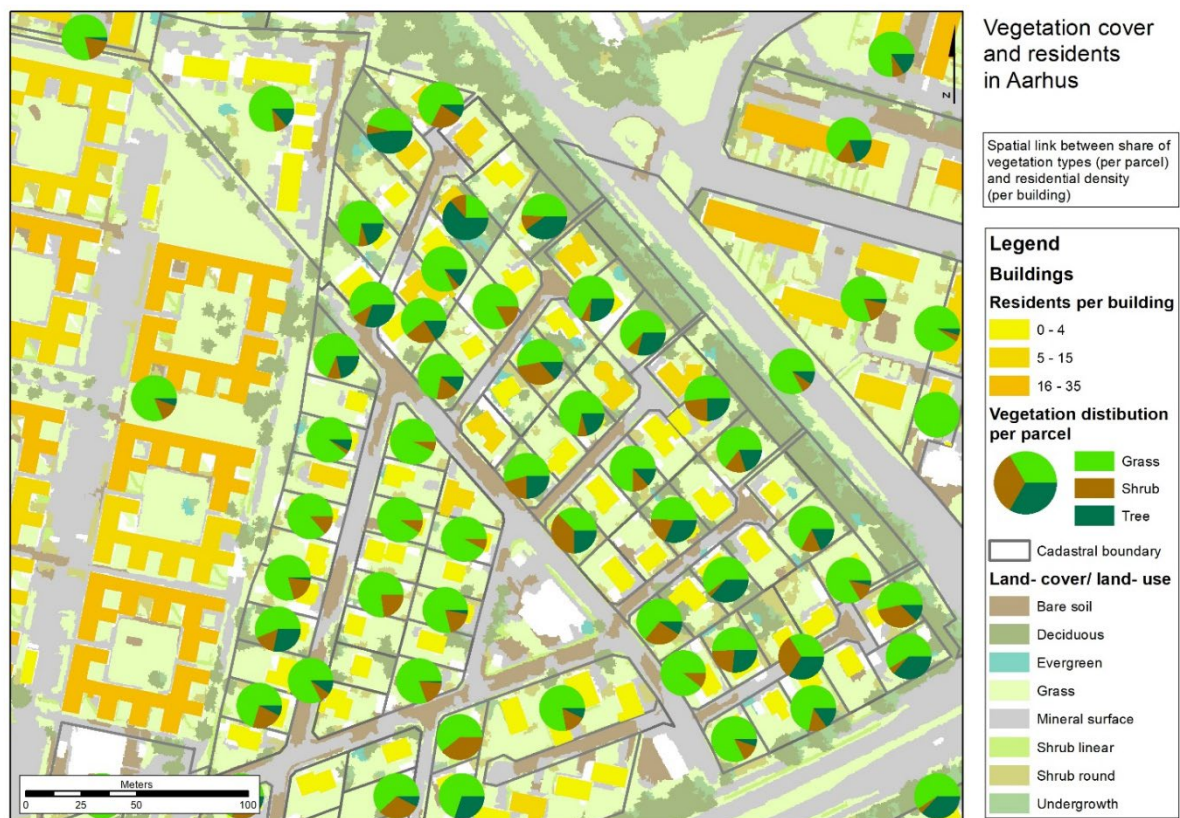 Vegetation cover
and residents
in Aarhus
Spatial link between share of
vegetation types (per parcel)
and residential density
(per building)
Legend
Buildings
Residents per building
0 - 4
5 - 15
16 - 35
Vegetation distibution
per parcel
Grass
Shrub
Tree
Cadastral boundary
Land- cover/ land- use
Bare soil
Deciduous
Evergreen
Grass
Mineral surface
Shrub linear
Shrub round
Undergrowth
N
Meters
0 25 50 100